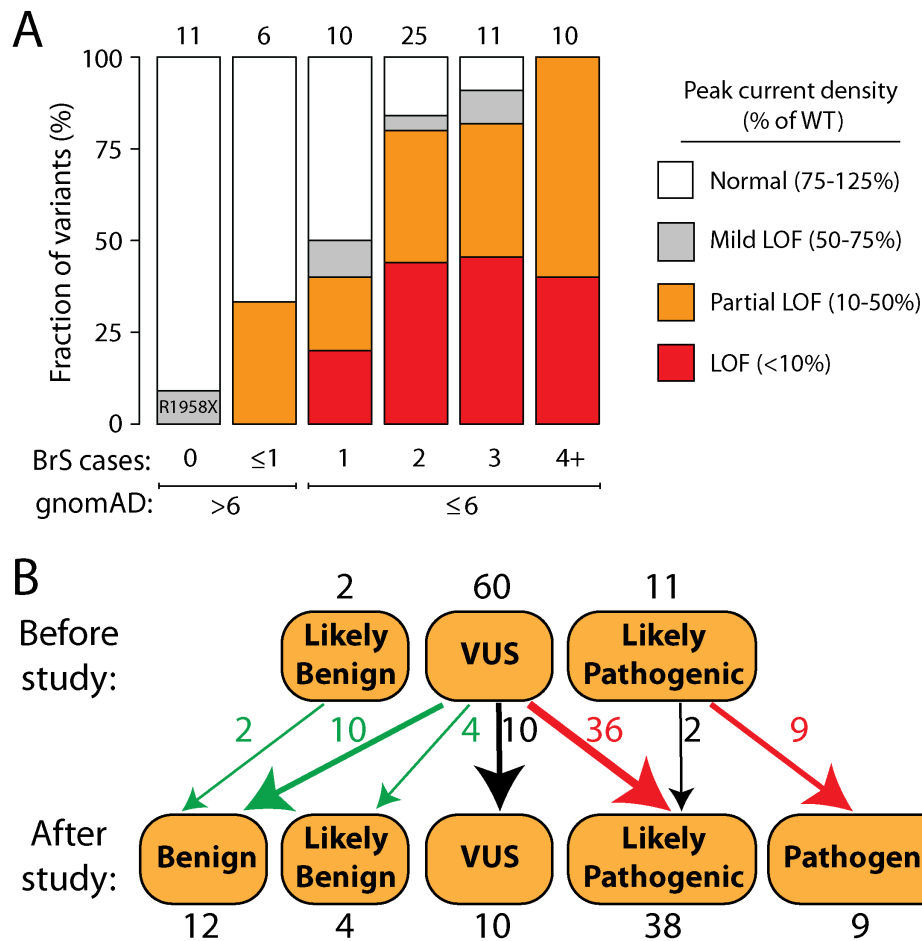 A
11 6 10 25 11 10
100
75
50
25
0
Fraction of variants (%)
R1958X
BrS cases: 0 ≤1 1 2 3 4+
gnomAD: >6 ≤6
Peak current density
(% of WT)
Normal (75-125%)
Mild LOF (50-75%)
Partial LOF (10-50%)
LOF (<10%)
B
2 60 11
Before
study:
Likely
Benign
VUS
Likely
Pathogenic
2 10 4 10 36 2 9
After
study:
Benign
Likely
Benign
VUS
Likely
Pathogenic
Pathogen
12 4 10 38 9